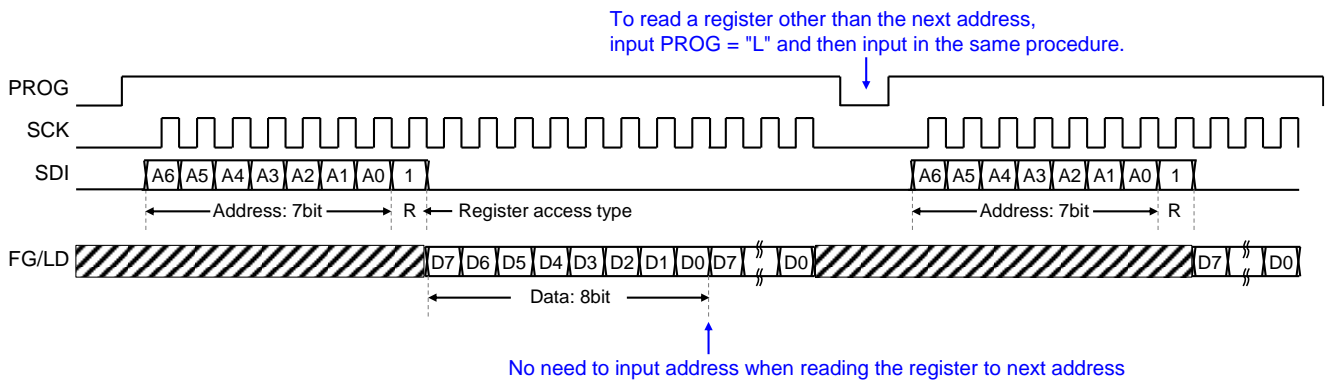 To read a register other than the next address,
input PROG = "L" and then input in the same procedure.
PROG
SCK
SDI
A6 A5 A4 A3 A2 A1 A0 1 A6 A5 A4 A3 A2 A1 A0 1
Address: 7bit R Register access type Address: 7bit R
FG/LD
D7 D6 D5 D4 D3 D2 D1 D0 D7 D0 D7 D0
Data: 8bit
No need to input address when reading the register to next address